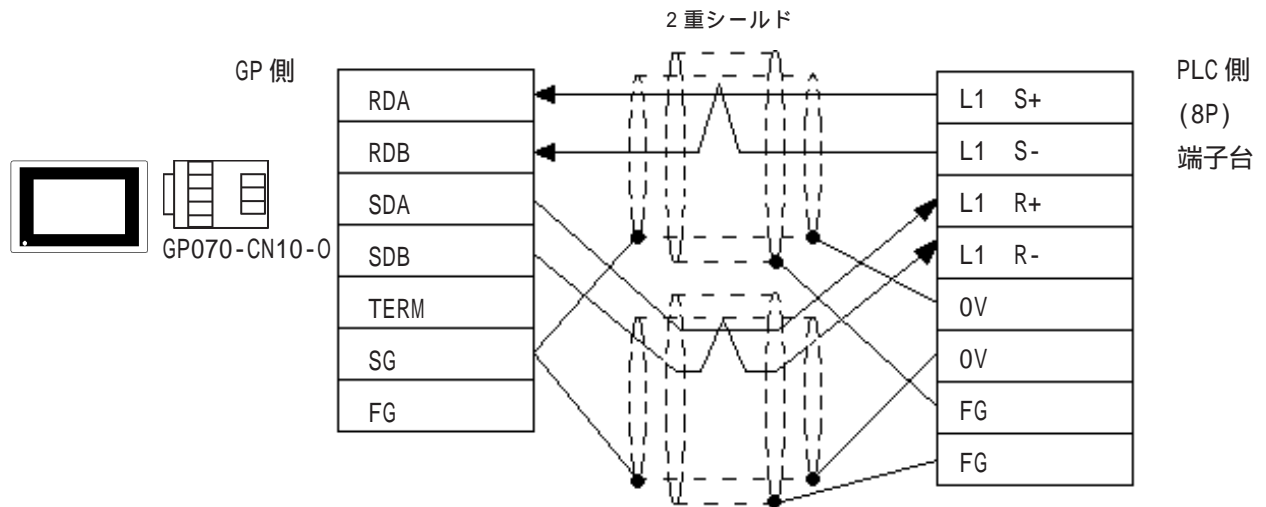 2 重シールド
GP 側
RDA
RDB
SDA
SDB
TERM
SG
FG
GP070-CN10-0
L1 S+
L1 S-
L1 R+
L1 R-
0V
0V
FG
FG
PLC 側
(8P)
端子台